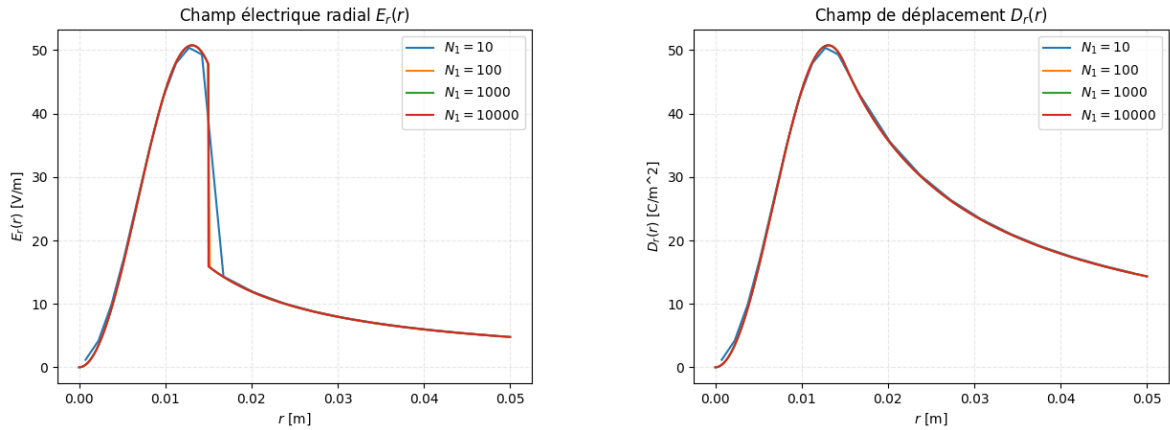 Champ électrique radial E_r(r)
50
40
30
20
10
0
E_r(r) [V/m]
0.00 0.01 0.02 0.03 0.04 0.05
r [m]
N_1 = 10
N_1 = 100
N_1 = 1000
N_1 = 10000
Champ de déplacement D_r(r)
50
40
30
20
10
0
D_r(r) [C/m^2]
0.00 0.01 0.02 0.03 0.04 0.05
r [m]
N_1 = 10
N_1 = 100
N_1 = 1000
N_1 = 10000